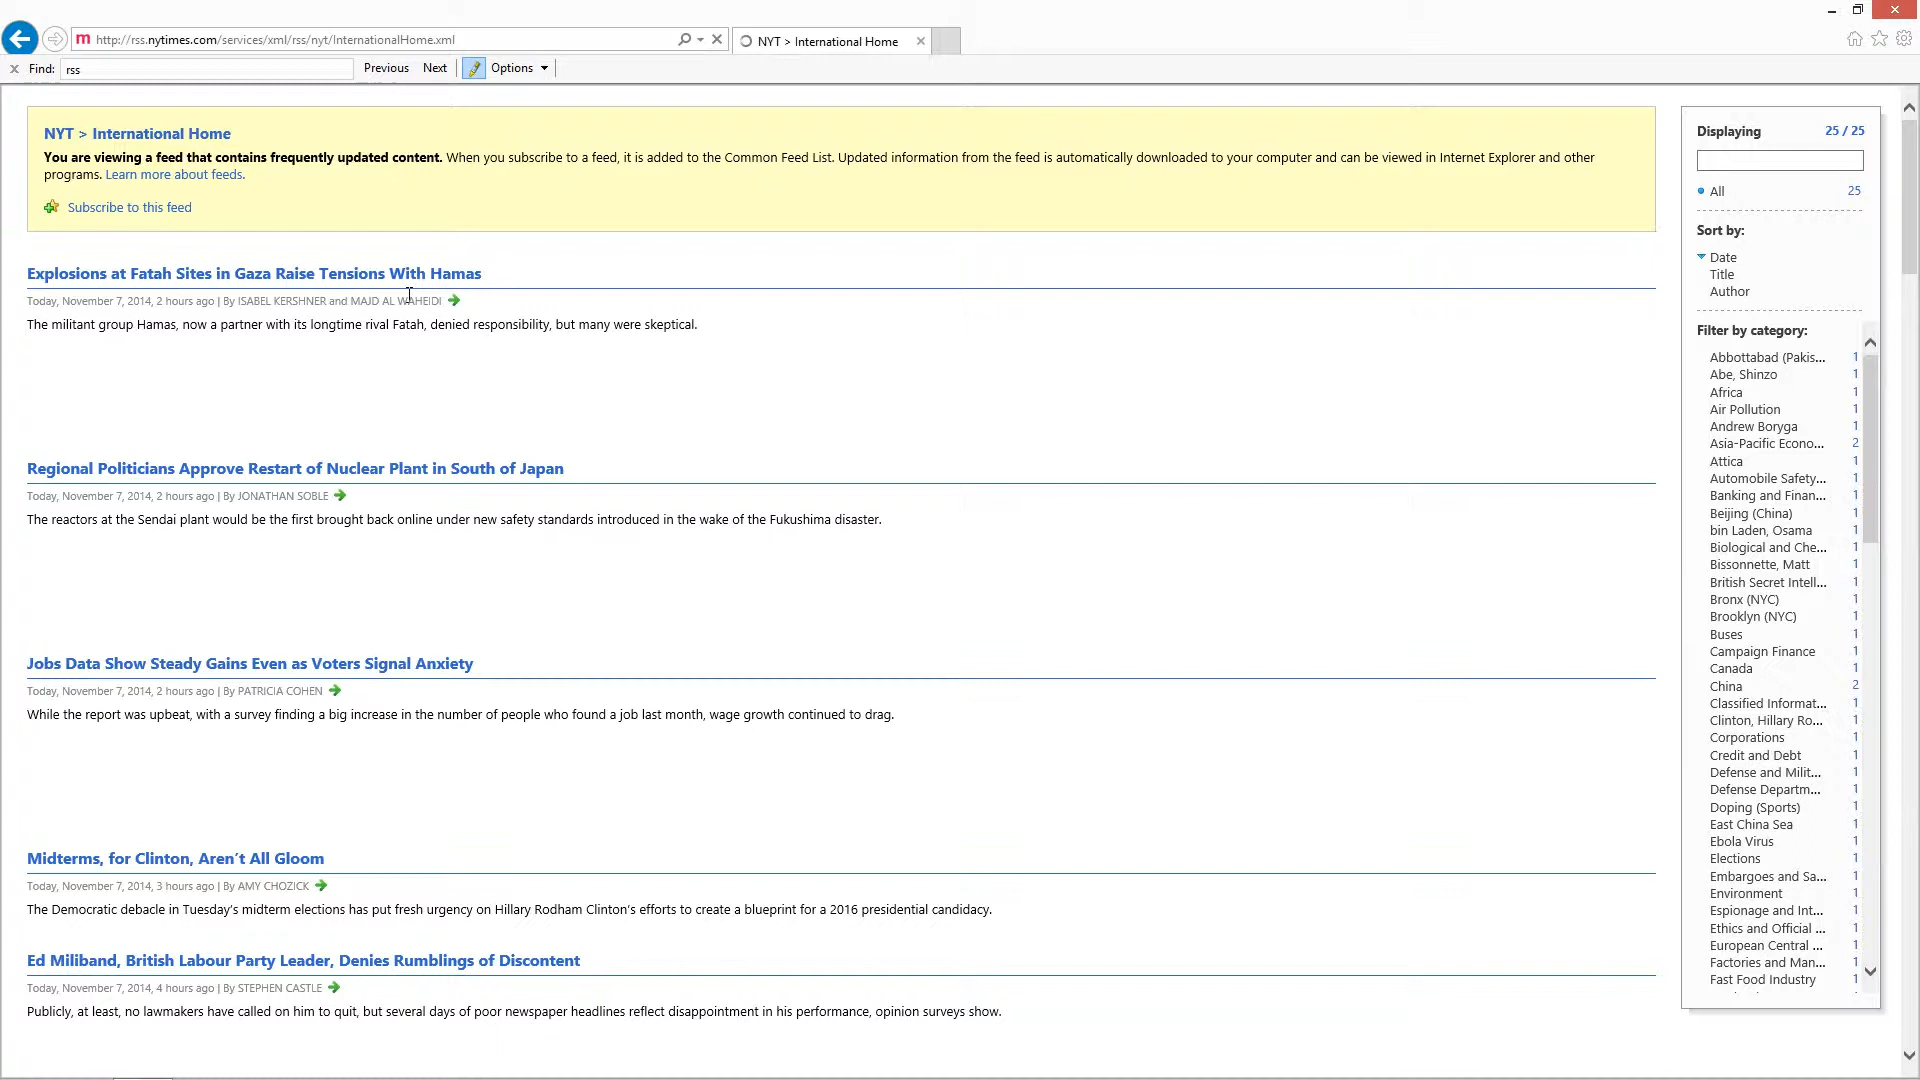 http://rss.nytimes.com/services/xml/rss/nyt/InternationalHome.xml
NYT > International Home
Find: rss Previous Next Options
NYT > International Home
You are viewing a feed that contains frequently updated content. When you subscribe to a feed, it is added to the Common Feed List. Updated information from the feed is automatically downloaded to your computer and can be viewed in Internet Explorer and other
programs. Learn more about feeds.
Subscribe to this feed
Explosions at Fatah Sites in Gaza Raise Tensions With Hamas
Today, November 7, 2014, 2 hours ago | By ISABEL KERSHNER and MAJD AL WAHEIDI
The militant group Hamas, now a partner with its longtime rival Fatah, denied responsibility, but many were skeptical.
Regional Politicians Approve Restart of Nuclear Plant in South of Japan
Today, November 7, 2014, 2 hours ago | By JONATHAN SOBLE
The reactors at the Sendai plant would be the first brought back online under new safety standards introduced in the wake of the Fukushima disaster.
Jobs Data Show Steady Gains Even as Voters Signal Anxiety
Today, November 7, 2014, 2 hours ago | By PATRICIA COHEN
While the report was upbeat, with a survey finding a big increase in the number of people who found a job last month, wage growth continued to drag.
Midterms, for Clinton, Aren’t All Gloom
Today, November 7, 2014, 3 hours ago | By AMY CHOZICK
The Democratic debacle in Tuesday’s midterm elections has put fresh urgency on Hillary Rodham Clinton’s efforts to create a blueprint for a 2016 presidential candidacy.
Ed Miliband, British Labour Party Leader, Denies Rumblings of Discontent
Today, November 7, 2014, 4 hours ago | By STEPHEN CASTLE
Publicly, at least, no lawmakers have called on him to quit, but several days of poor newspaper headlines reflect disappointment in his performance, opinion surveys show.
Displaying 25 / 25
All 25
Sort by:
Date
Title
Author
Filter by category:
Abbottabad (Pakis... 1
Abe, Shinzo 1
Africa 1
Air Pollution 1
Andrew Boryga 1
Asia-Pacific Econo... 2
Attica 1
Automobile Safety... 1
Banking and Finan... 1
Beijing (China) 1
bin Laden, Osama 1
Biological and Che... 1
Bissonnette, Matt 1
British Secret Intell... 1
Bronx (NYC) 1
Brooklyn (NYC) 1
Buses 1
Campaign Finance 1
Canada 1
China 2
Classified Informat... 1
Clinton, Hillary Ro... 1
Corporations 1
Credit and Debt 1
Defense and Milit... 1
Defense Departm... 1
Doping (Sports) 1
East China Sea 1
Ebola Virus 1
Elections 1
Embargoes and Sa... 1
Environment 1
Espionage and Int... 1
Ethics and Official ... 1
European Central ... 1
Factories and Man... 1
Fast Food Industry 1